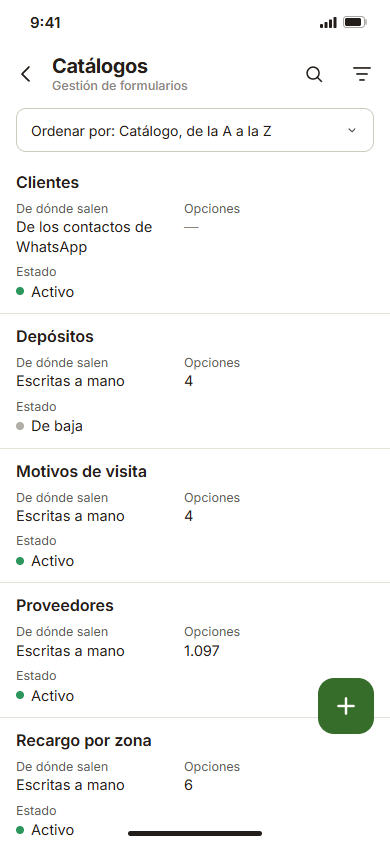 9:41
Catálogos
Gestión de formularios
Ordenar por: Catálogo, de la A a la Z
Clientes
De dónde salen
Opciones
De los contactos de
WhatsApp
—
Estado
Activo
Depósitos
De dónde salen
Opciones
Escritas a mano
4
Estado
De baja
Motivos de visita
De dónde salen
Opciones
Escritas a mano
4
Estado
Activo
Proveedores
De dónde salen
Opciones
Escritas a mano
1.097
Estado
Activo
Recargo por zona
De dónde salen
Opciones
Escritas a mano
6
Estado
Activo